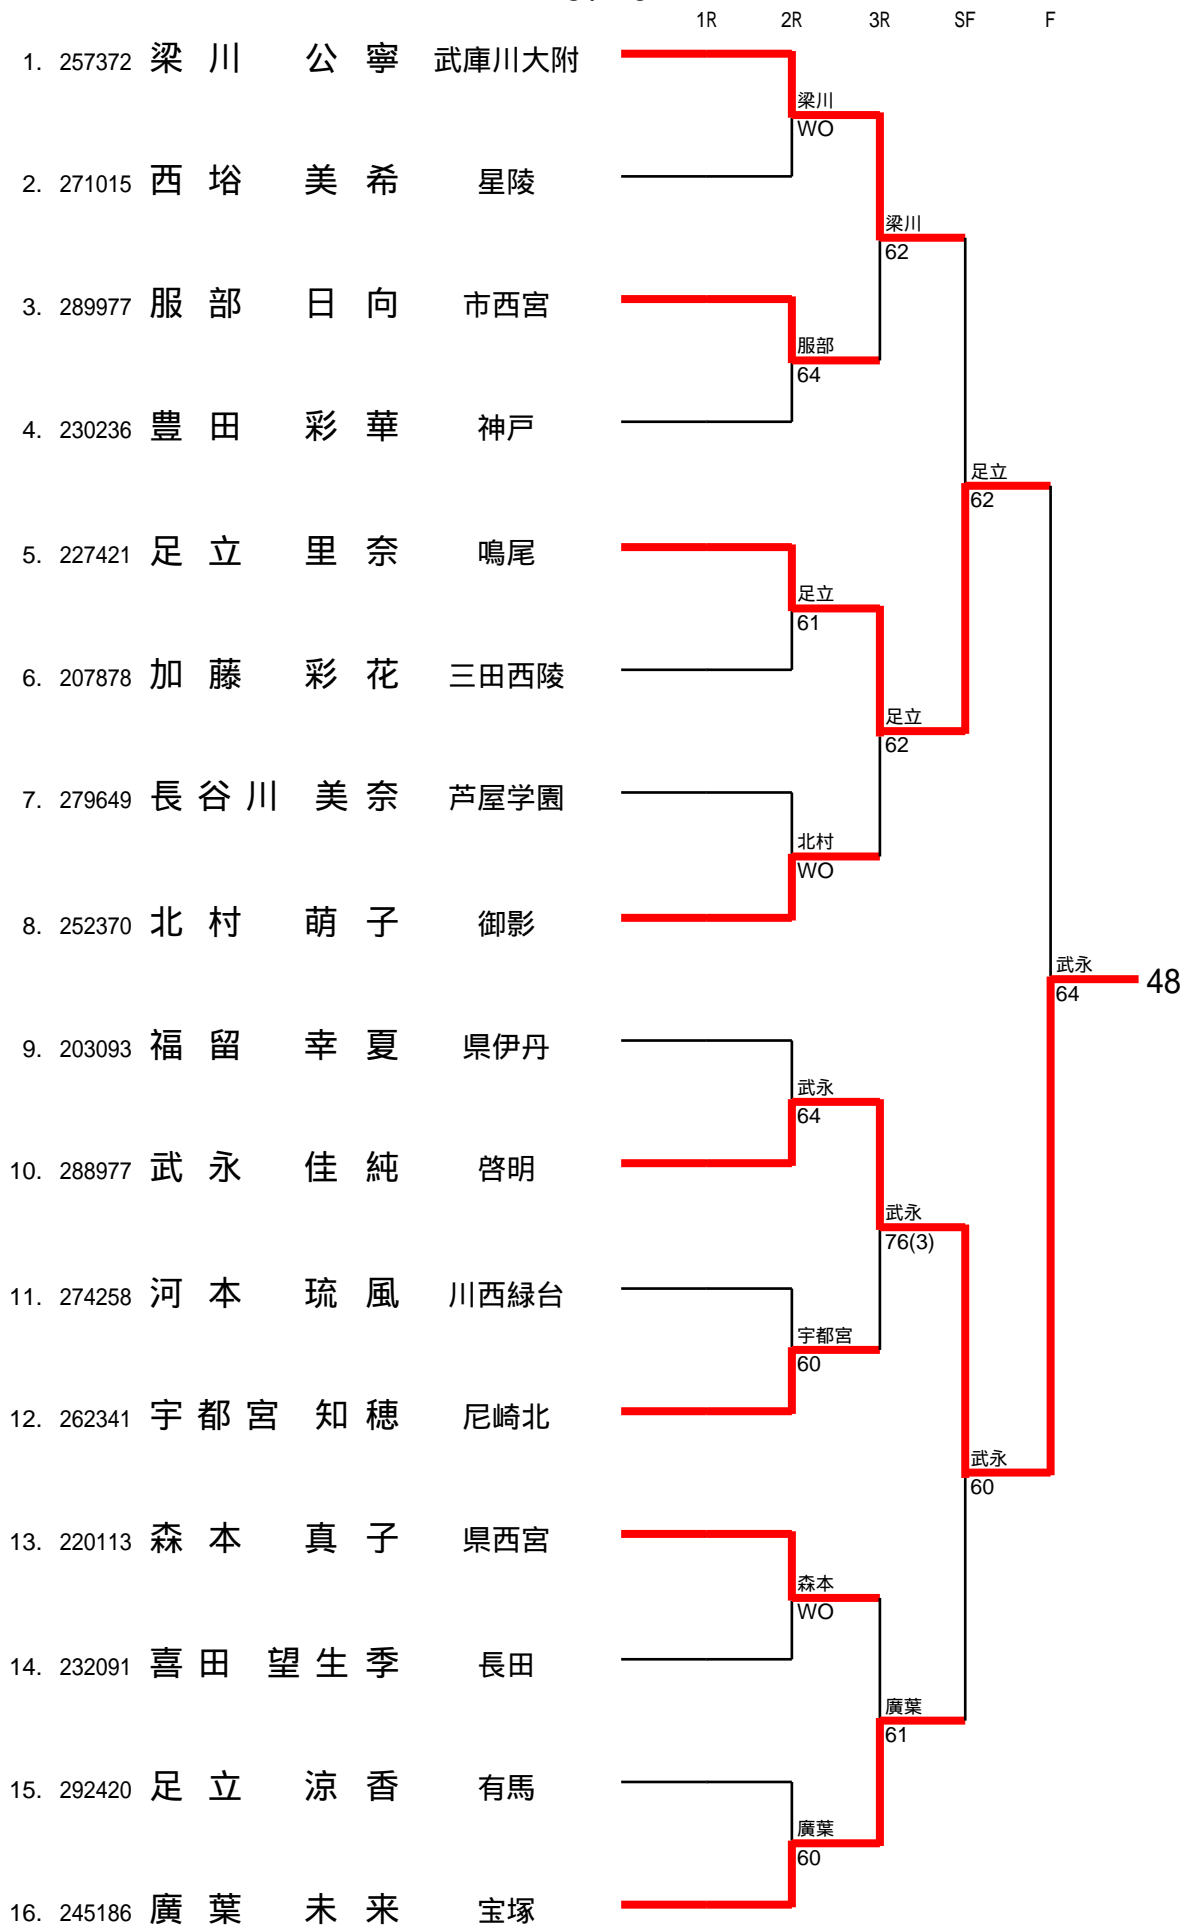 1R 2R 3R SF F
1. 257372 梁川 公寧 武庫川大附
梁川
WO
2. 271015 西塔 美希 星陵
梁川
62
3. 289977 服部 日向 市西宮
服部
64
4. 230236 豊田 彩華 神戸
足立
62
5. 227421 足立 里奈 鳴尾
足立
61
6. 207878 加藤 彩花 三田西陵
足立
62
7. 279649 長谷川 美奈 芦屋学園
北村
WO
8. 252370 北村 萌子 御影
武永
64
48
9. 203093 福留 幸夏 県伊丹
武永
64
10. 288977 武永 佳純 啓明
武永
76(3)
11. 274258 河本 琉風 川西緑台
宇都宮
60
12. 262341 宇都宮 知穂 尼崎北
武永
60
13. 220113 森本 真子 県西宮
森本
WO
14. 232091 喜田 望生季 長田
廣葉
61
15. 292420 足立 涼香 有馬
廣葉
60
16. 245186 廣葉 未来 宝塚